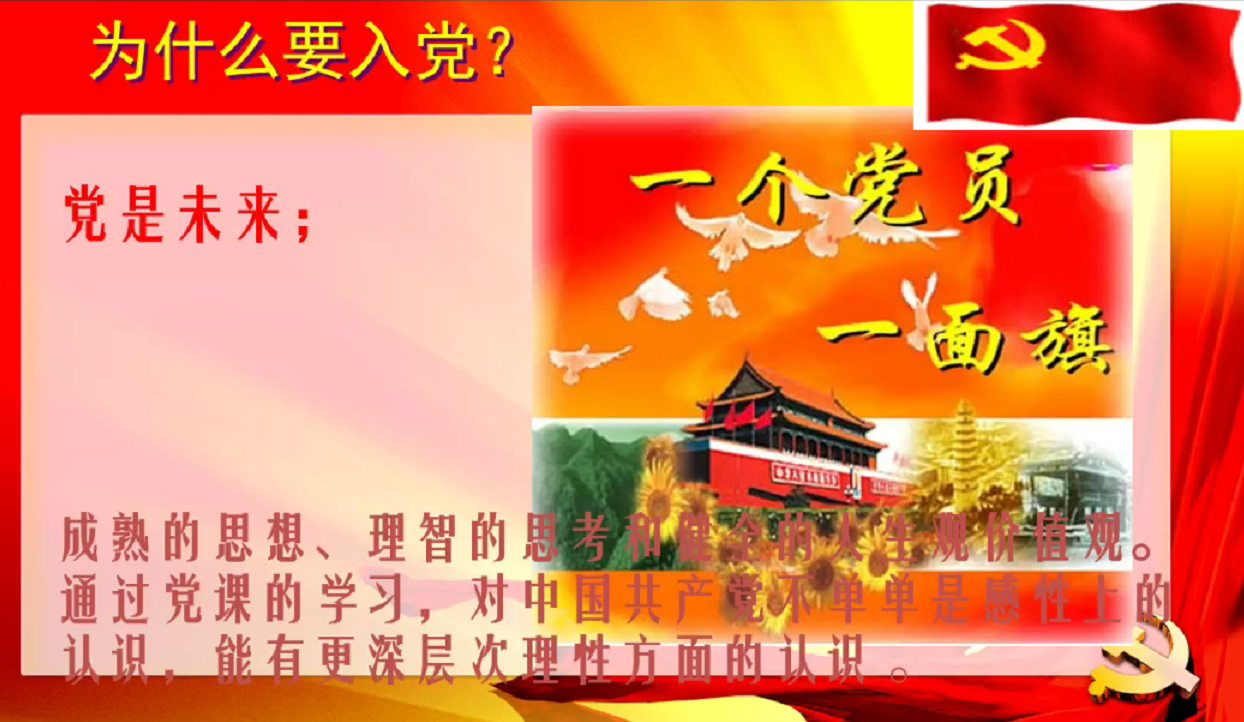 为什么要入党?
党是未来;
一个党员
一面旗
成熟的思想、理智的思考和健全的人生观价值观。
通过党课的学习,对中国共产党不单单是感性上的
认识,能有更深层次理性方面的认识 。